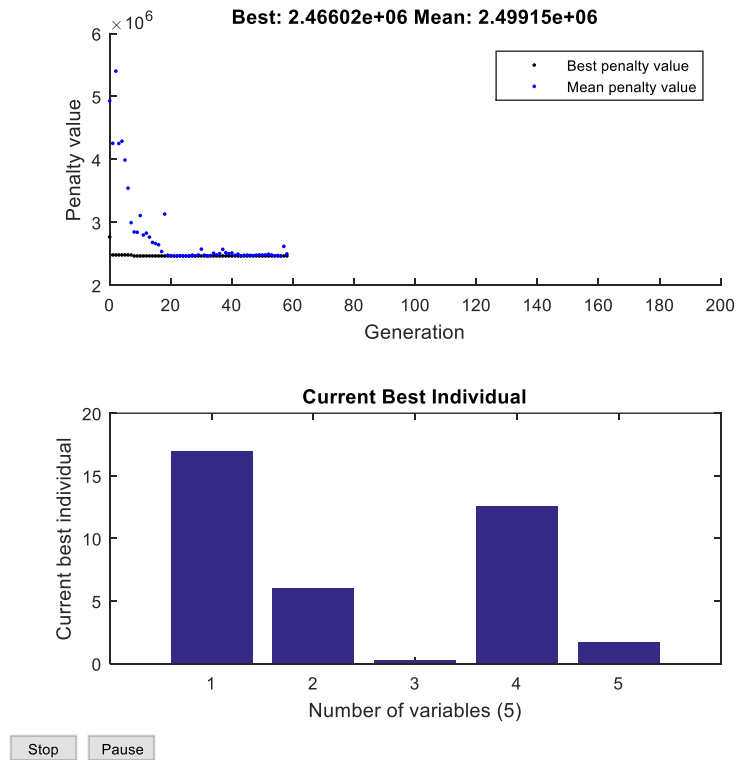 Best: 2.46602e+06 Mean: 2.49915e+06
×10⁶
6
5
4
3
2
Penalty value
Best penalty value
Mean penalty value
0 20 40 60 80 100 120 140 160 180 200
Generation
Current Best Individual
20
15
10
5
0
Current best individual
1 2 3 4 5
Number of variables (5)
Stop Pause